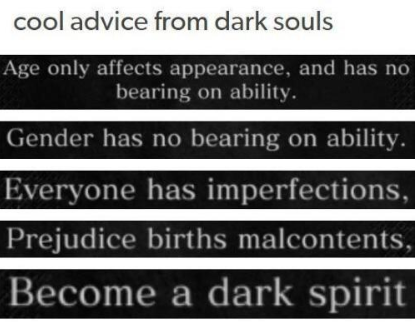 cool advice from dark souls
Age only affects appearance, and has no
bearing on ability.
Gender has no bearing on ability.
Everyone has imperfections,
Prejudice births malcontents,
Become a dark spirit